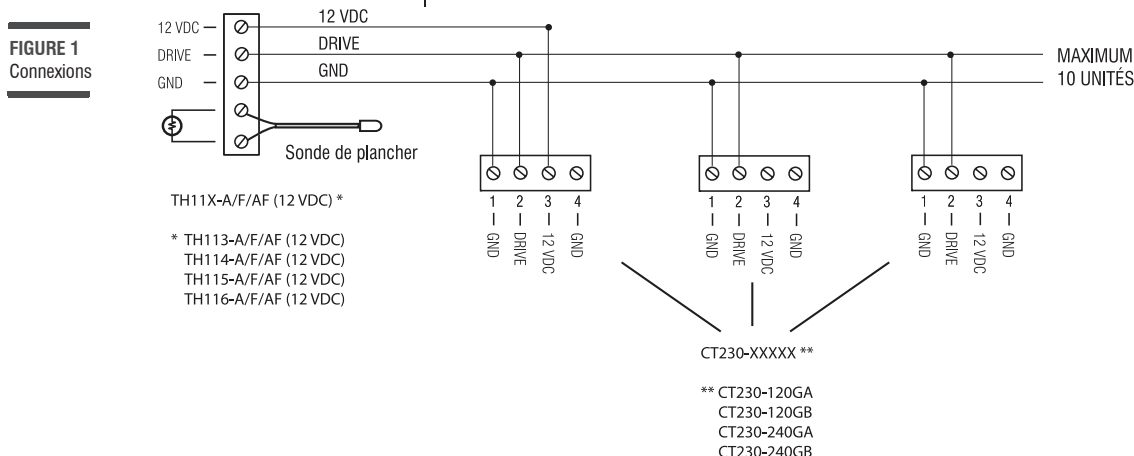 FIGURE 1
Connexions
12 VDC
DRIVE
GND
12 VDC
DRIVE
GND
MAXIMUM
10 UNITÉS
Sonde de plancher
TH11X-A/F/AF (12 VDC) *
* TH113-A/F/AF (12 VDC)
TH114-A/F/AF (12 VDC)
TH115-A/F/AF (12 VDC)
TH116-A/F/AF (12 VDC)
1 2 3 4
GND
DRIVE
12 VDC
GND
1 2 3 4
GND
DRIVE
12 VDC
GND
1 2 3 4
GND
DRIVE
12 VDC
GND
CT230-XXXXX **
** CT230-120GA
CT230-120GB
CT230-240GA
CT230-240GB